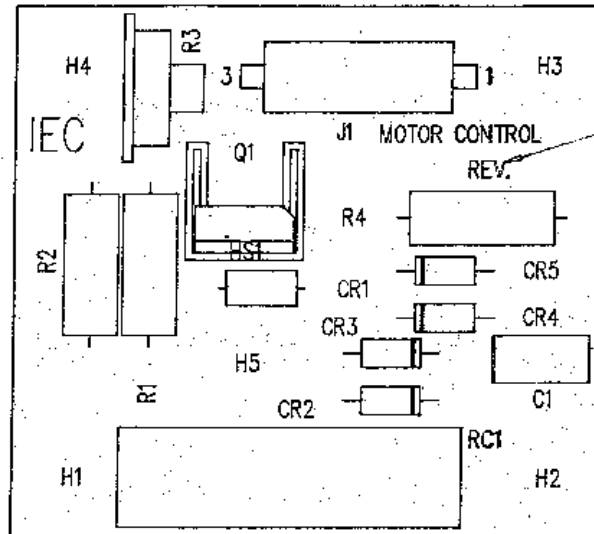 R3
H4
3
1
H3
IEC
J1 MOTOR CONTROL
Q1
REV.
R4
HS1
R2
CR5
CR1
CR4
CR3
H5
R1
C1
CR2
RC1
H1
H2